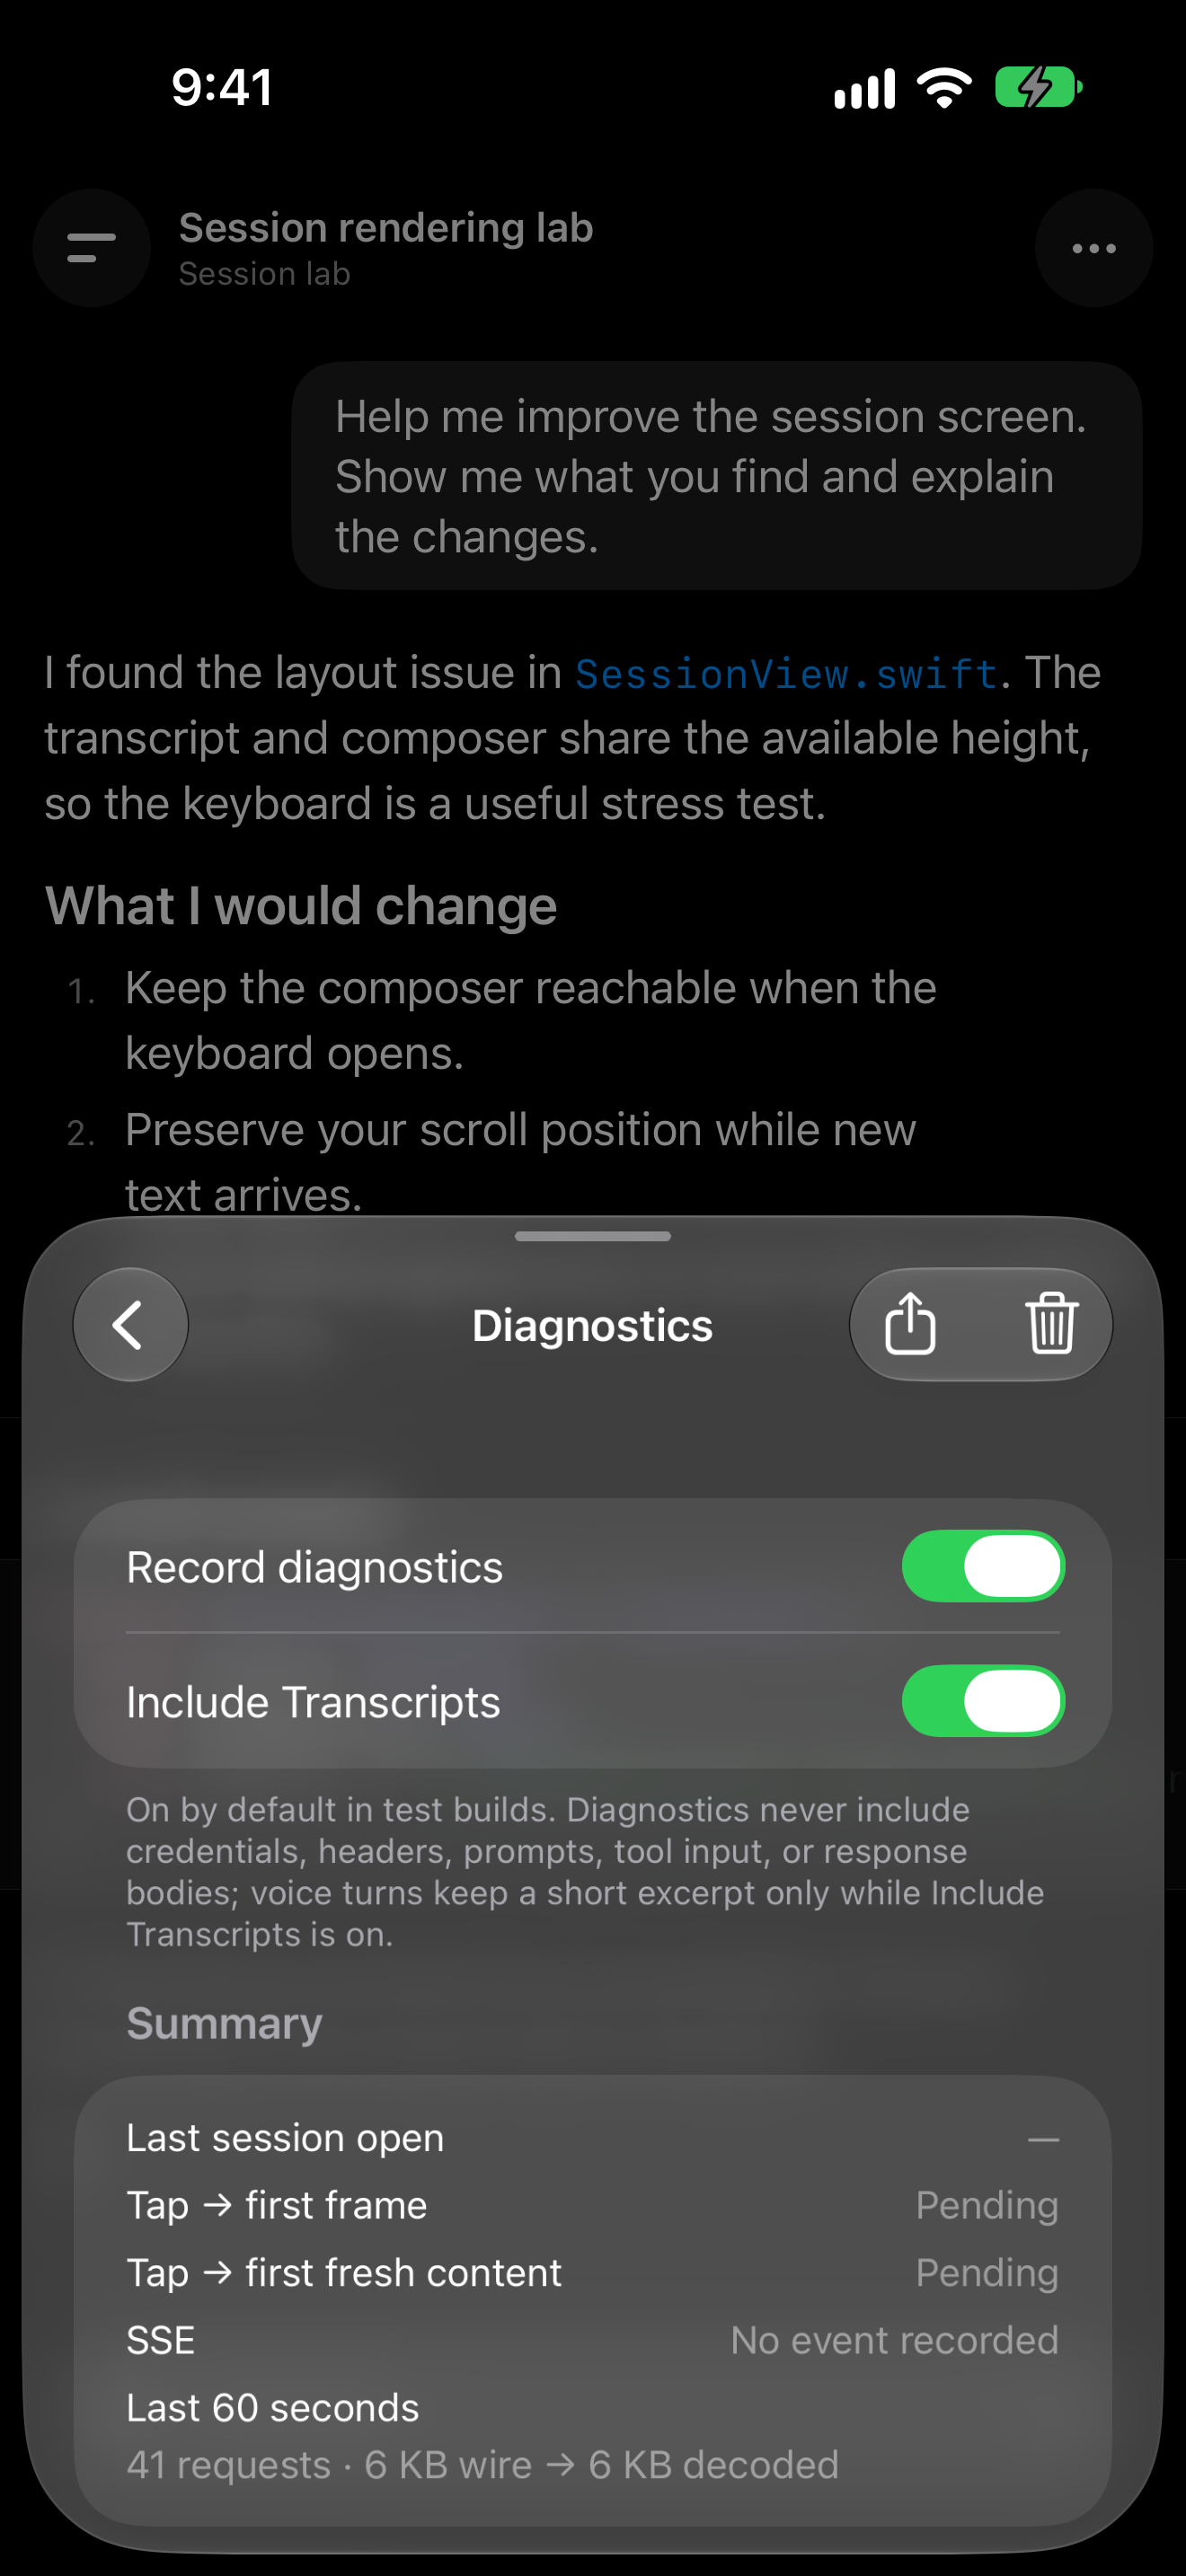 9:41
Session rendering lab
Session lab
Help me improve the session screen.
Show me what you find and explain
the changes.
I found the layout issue in SessionView.swift. The
transcript and composer share the available height,
so the keyboard is a useful stress test.
What I would change
1. Keep the composer reachable when the
keyboard opens.
2. Preserve your scroll position while new
text arrives.
Diagnostics
Record diagnostics
Include Transcripts
On by default in test builds. Diagnostics never include
credentials, headers, prompts, tool input, or response
bodies; voice turns keep a short excerpt only while Include
Transcripts is on.
Summary
Last session open —
Tap → first frame Pending
Tap → first fresh content Pending
SSE No event recorded
Last 60 seconds
41 requests · 6 KB wire → 6 KB decoded